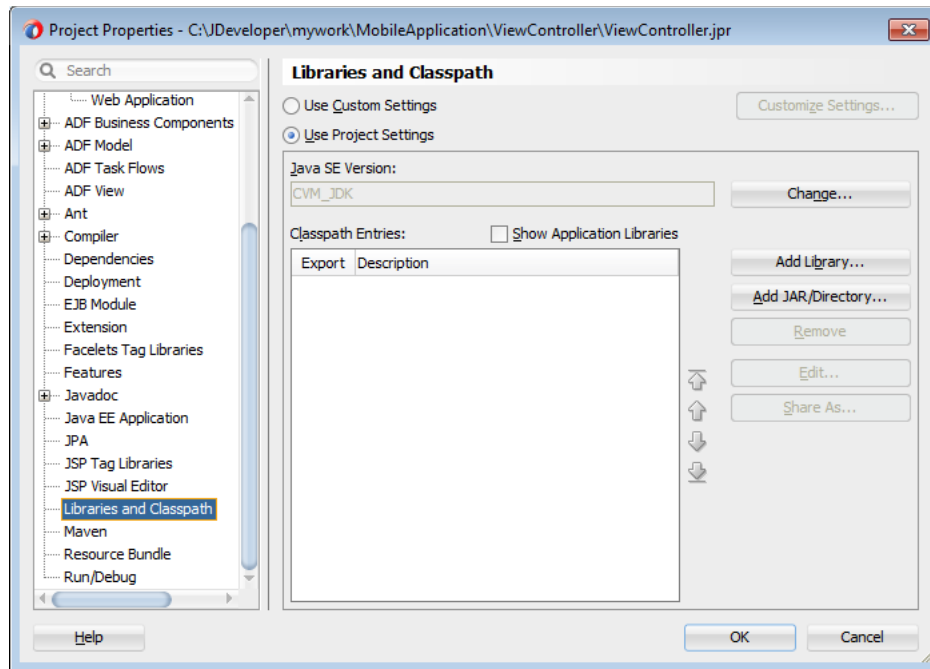 Project Properties - C:\JDeveloper\mywork\MobileApplication\ViewController\ViewController.jpr
Search
Web Application
ADF Business Components
ADF Model
ADF Task Flows
ADF View
Ant
Compiler
Dependencies
Deployment
EJB Module
Extension
Facelets Tag Libraries
Features
Javadoc
Java EE Application
JPA
JSP Tag Libraries
JSP Visual Editor
Libraries and Classpath
Maven
Resource Bundle
Run/Debug
Libraries and Classpath
Use Custom Settings
Customize Settings...
Use Project Settings
Java SE Version:
CVM_JDK
Change...
Classpath Entries:
Show Application Libraries
Export Description
Add Library...
Add JAR/Directory...
Remove
Edit...
Share As...
Help
OK
Cancel